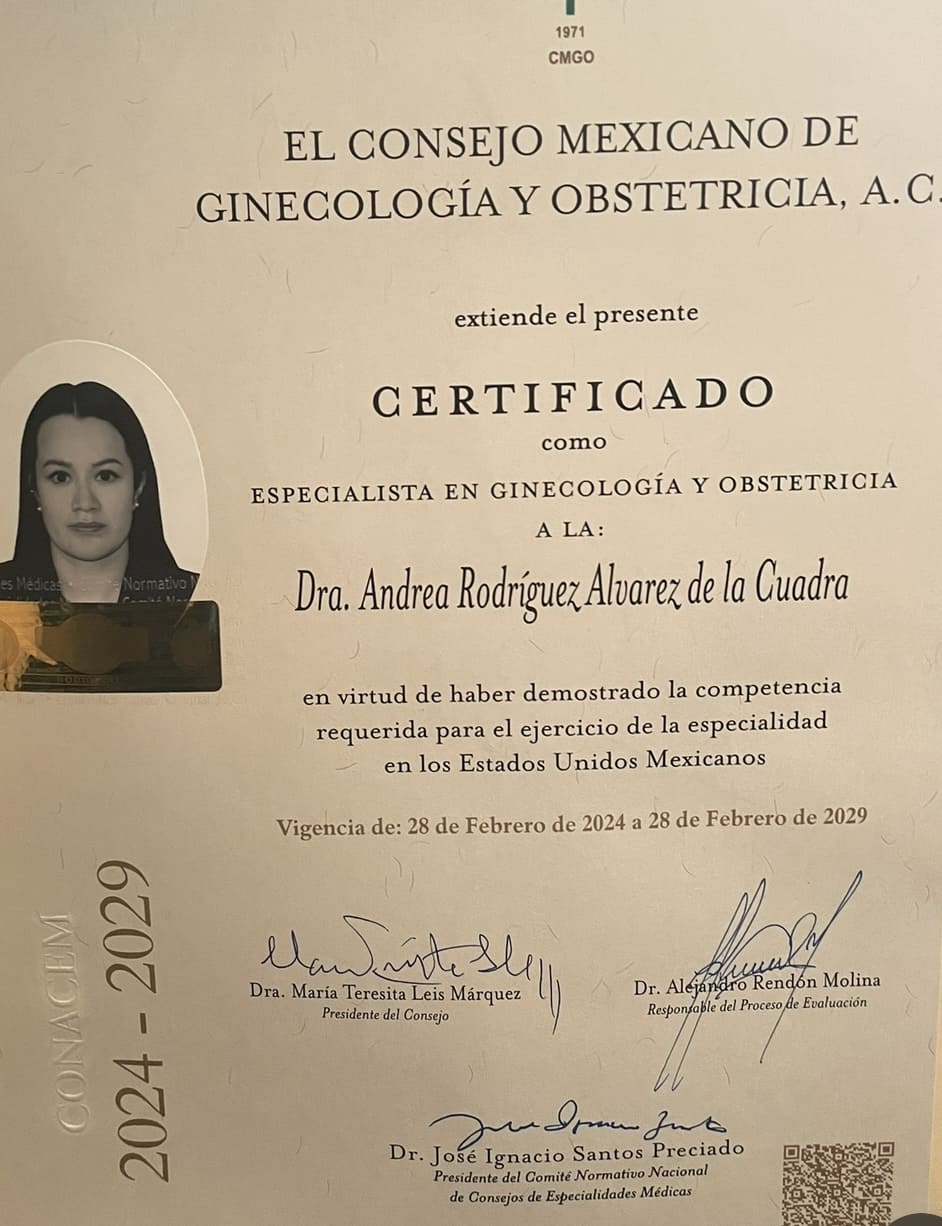 1971
CMGO
EL CONSEJO MEXICANO DE
GINECOLOGÍA Y OBSTETRICIA, A.C.
extiende el presente
CERTIFICADO
como
ESPECIALISTA EN GINECOLOGÍA Y OBSTETRICIA
A LA:
Dra. Andrea Rodríguez Alvarez de la Cuadra
en virtud de haber demostrado la competencia
requerida para el ejercicio de la especialidad
en los Estados Unidos Mexicanos
Vigencia de: 28 de Febrero de 2024 a 28 de Febrero de 2029
Dra. María Teresita Leis Márquez
Presidente del Consejo
Dr. Alejandro Rendón Molina
Responsable del Proceso de Evaluación
Dr. José Ignacio Santos Preciado
Presidente del Comité Normativo Nacional
de Consejos de Especialidades Médicas
es Médicas
Normativo N
CONACEM
2024 - 2029